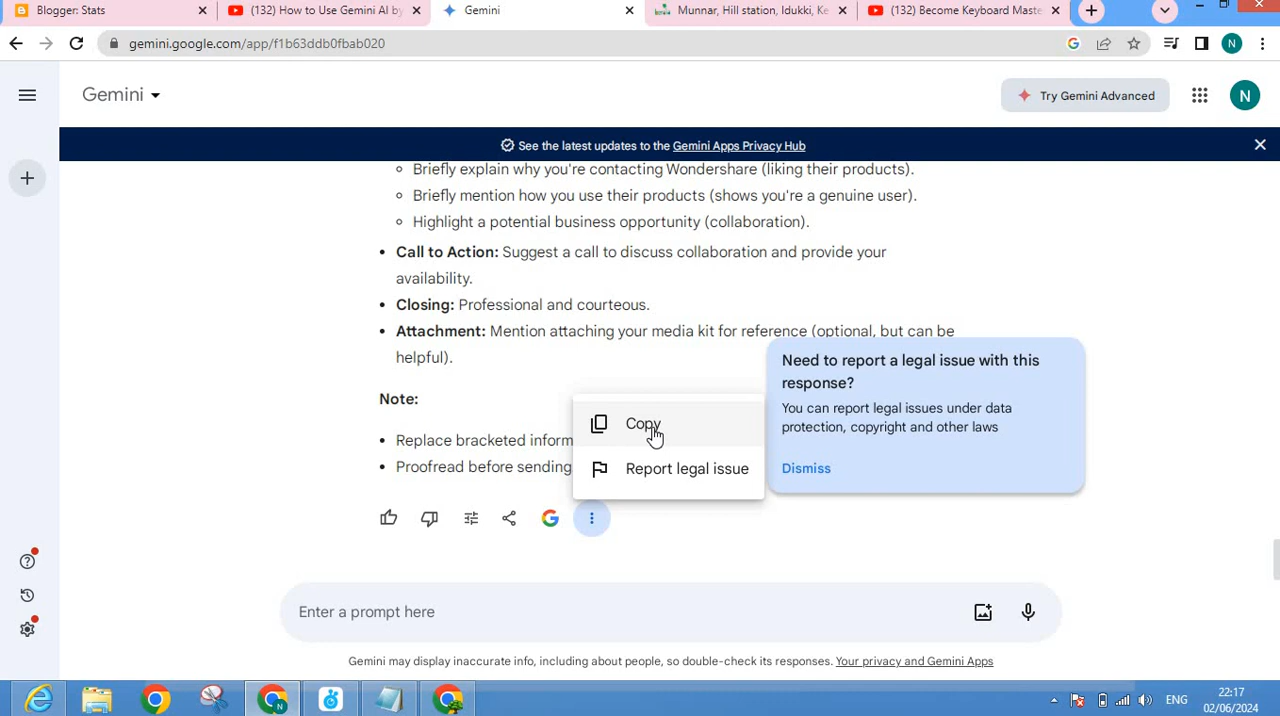 Blogger: Stats
(132) How to Use Gemini AI by
Gemini
Munnar, Hill station, Idukki, Ke
(132) Become Keyboard Maste
gemini.google.com/app/f1b63ddb0fbab020
N
Gemini
Try Gemini Advanced
N
See the latest updates to the Gemini Apps Privacy Hub
Briefly explain why you're contacting Wondershare (liking their products).
Briefly mention how you use their products (shows you're a genuine user).
Highlight a potential business opportunity (collaboration).
Call to Action: Suggest a call to discuss collaboration and provide your
availability.
Closing: Professional and courteous.
Attachment: Mention attaching your media kit for reference (optional, but can be
helpful).
Need to report a legal issue with this
response?
You can report legal issues under data
protection, copyright and other laws
Dismiss
Note:
Copy
Report legal issue
Replace bracketed inform
Proofread before sending
Enter a prompt here
Gemini may display inaccurate info, including about people, so double-check its responses. Your privacy and Gemini Apps
N
ENG
22:17
02/06/2024